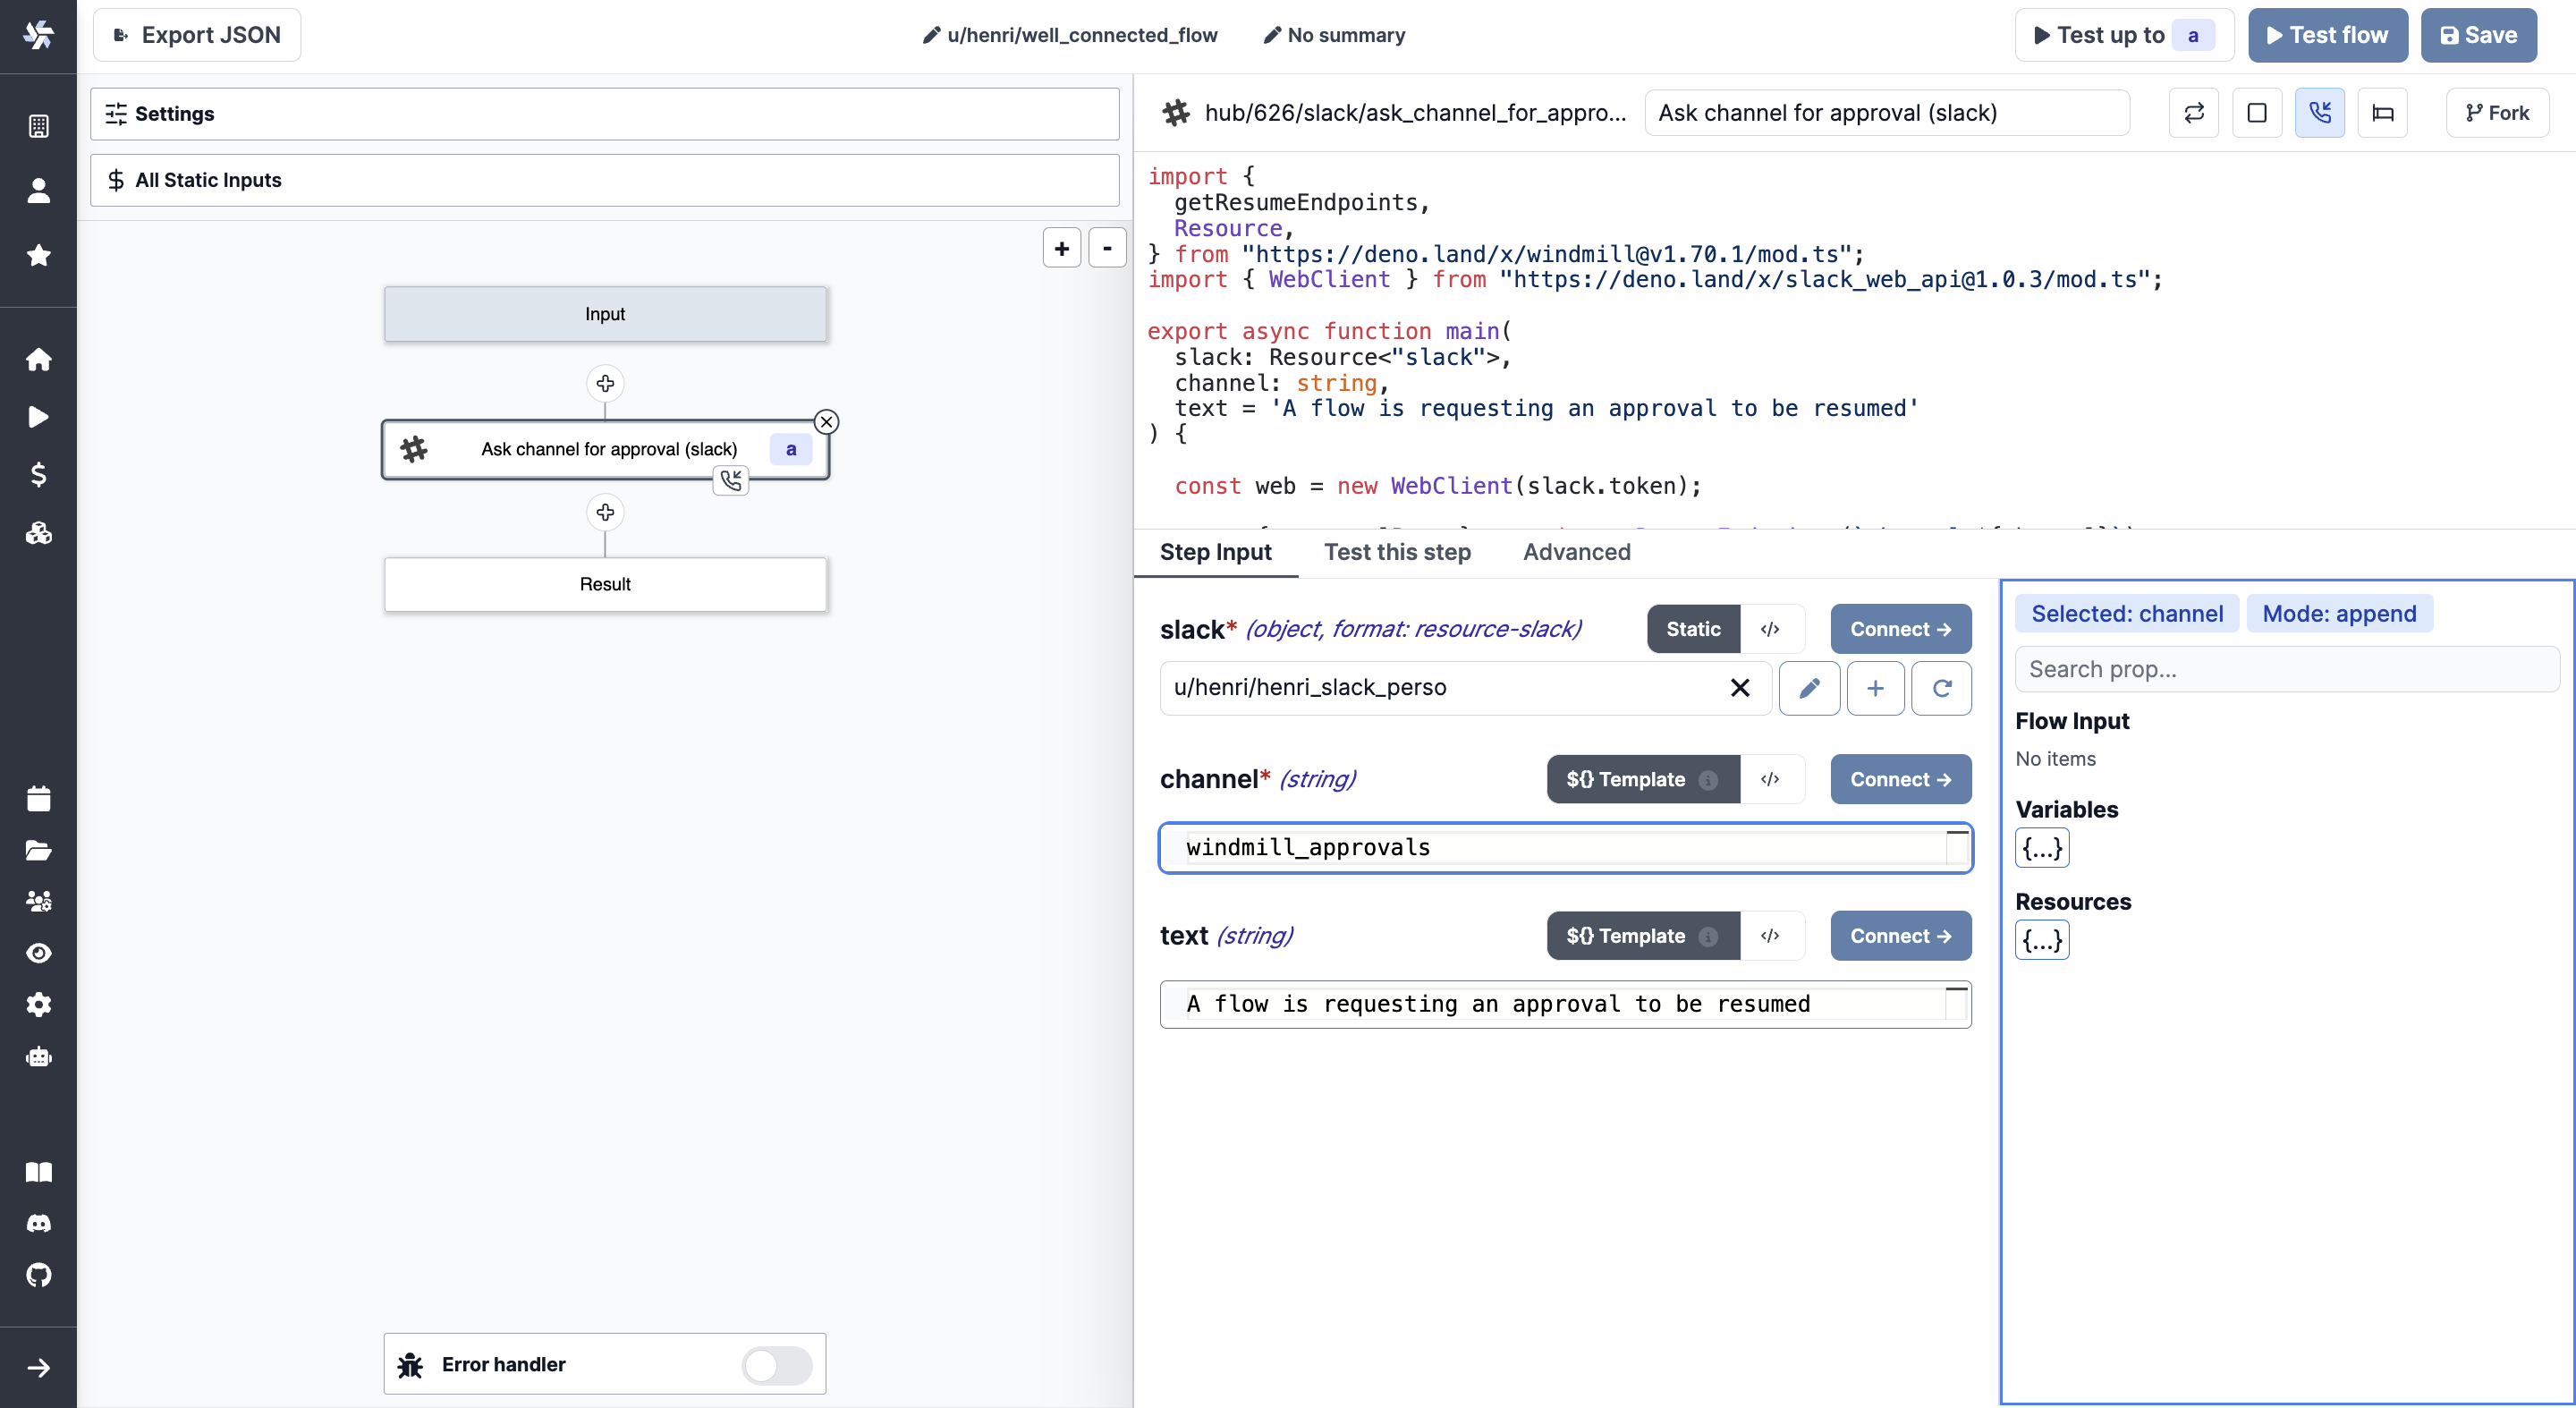 Export JSON
u/henri/well_connected_flow
No summary
Test up to a
Test flow
Save
Settings
All Static Inputs
+ -
Input
Ask channel for approval (slack) a
Result
Error handler
hub/626/slack/ask_channel_for_appro...
Ask channel for approval (slack)
Fork
import {
  getResumeEndpoints,
  Resource,
} from "https://deno.land/x/windmill@v1.70.1/mod.ts";
import { WebClient } from "https://deno.land/x/slack_web_api@1.0.3/mod.ts";
export async function main(
  slack: Resource<"slack">,
  channel: string,
  text = 'A flow is requesting an approval to be resumed'
) {
  const web = new WebClient(slack.token);
Step Input
Test this step
Advanced
slack* (object, format: resource-slack)
Static </> Connect →
u/henri/henri_slack_perso
channel* (string)
${} Template </> Connect →
windmill_approvals
text (string)
${} Template </> Connect →
A flow is requesting an approval to be resumed
Selected: channel
Mode: append
Search prop...
Flow Input
No items
Variables
{...}
Resources
{...}